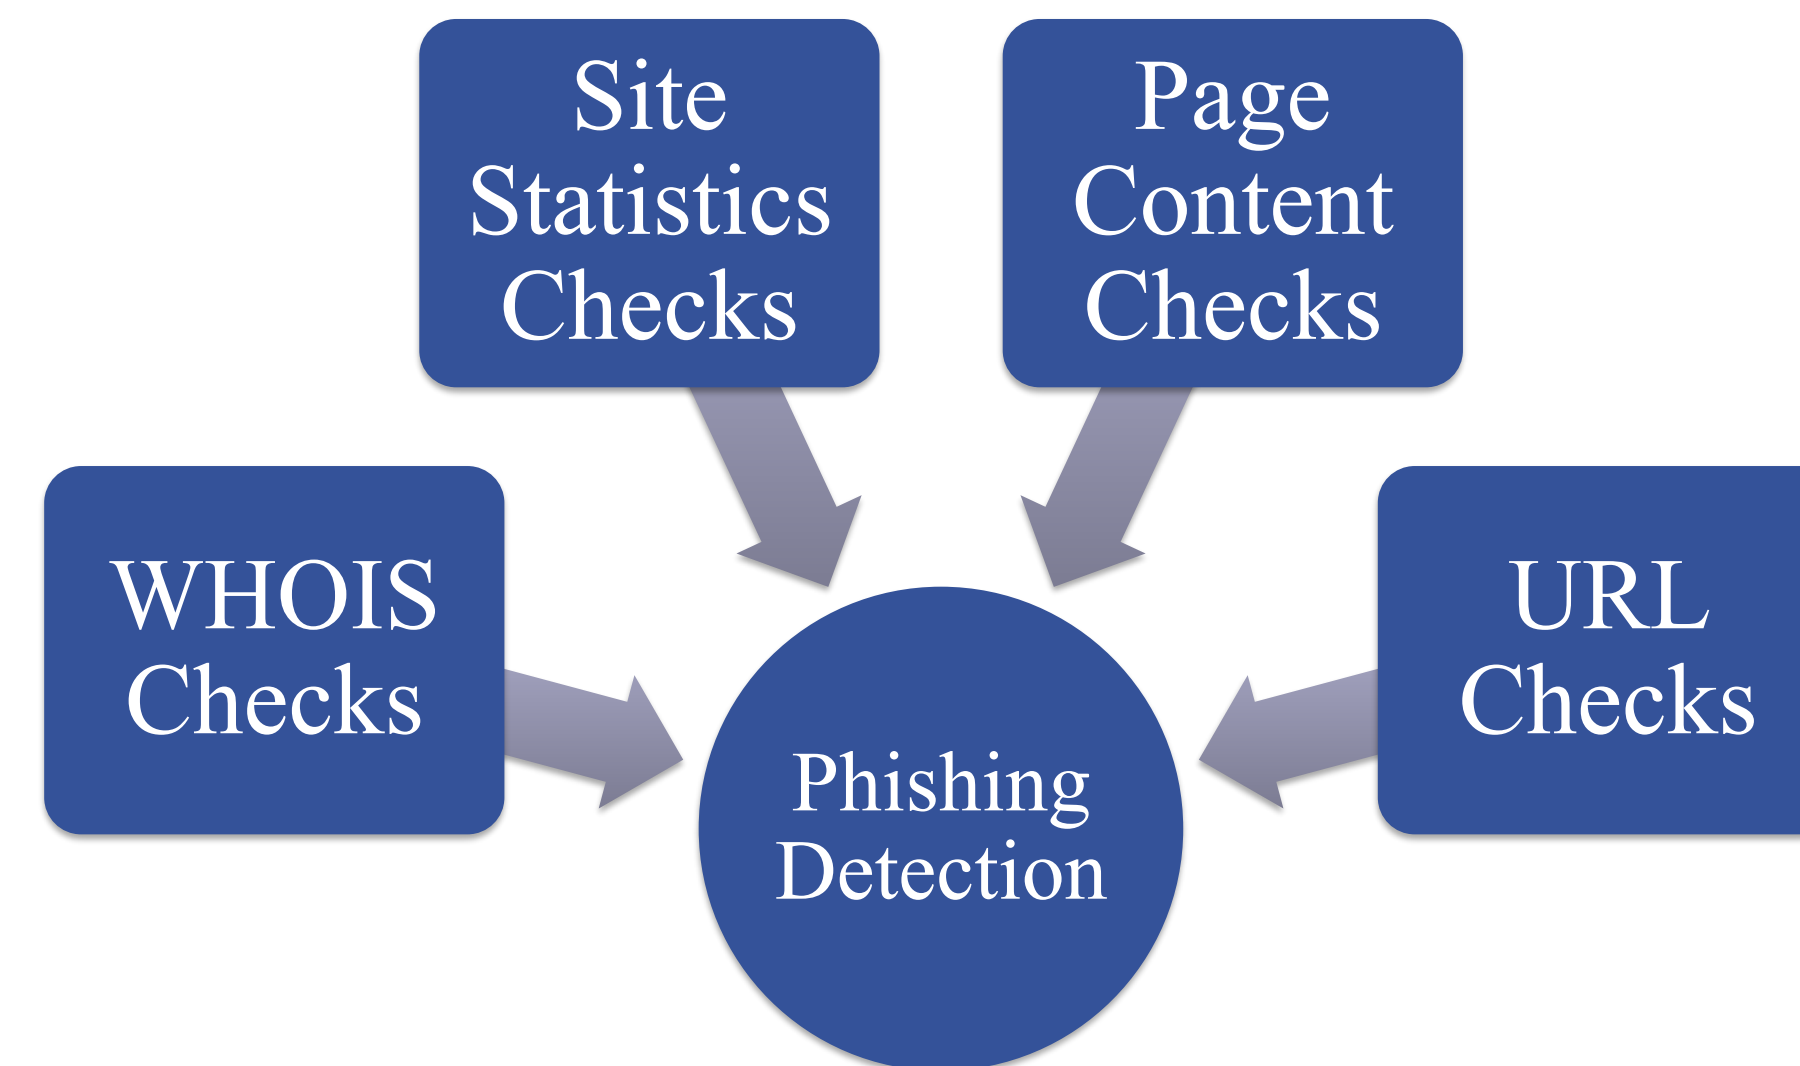 Site
Statistics
Checks
Page
Content
Checks
WHOIS
Checks
URL
Checks
Phishing
Detection